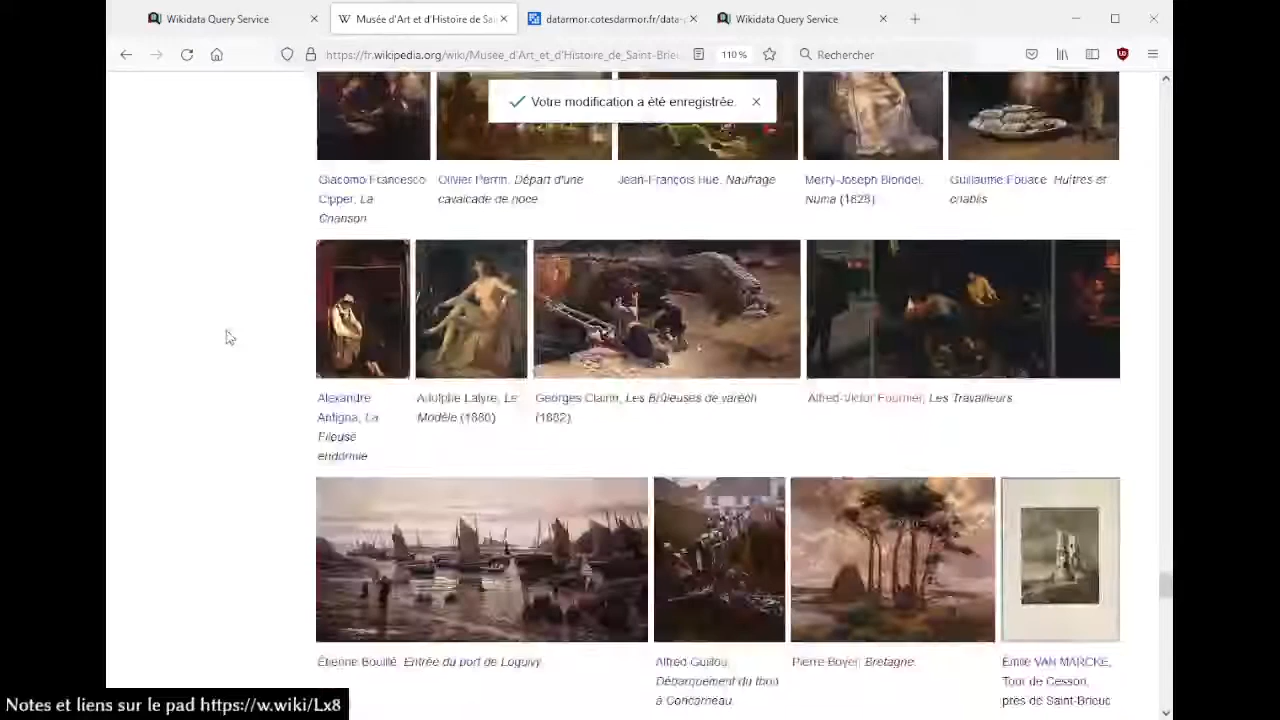 Wikidata Query Service
Musée d'Art et d'Histoire de Sai
datarmor.cotesdarmor.fr/data-
Wikidata Query Service
https://fr.wikipedia.org/wiki/Musée_d'Art_et_d'Histoire_de_Saint-Brieu
110 %
Rechercher
Votre modification a été enregistrée.
Giacomo Francesco
Cipper, La
Chanson
Olivier Perrin, Départ d'une
cavalcade de noce
Jean-François Hue, Naufrage
Merry-Joseph Blondel,
Numa (1828)
Guillaume Fouace Huîtres et
chablis
Alexandre
Antigna, La
Fileuse
endormie
Adolphe Lalyre, Le
Modèle (1880)
Georges Clairin, Les Brûleuses de varech
(1882)
Alfred-Victor Fournier, Les Travailleurs
Étienne Bouillé, Entrée du port de Loguivy
Alfred Guillou,
Débarquement du thon
à Concarneau
Pierre Boyer, Bretagne
Émile VAN MARCKE,
Tour de Cesson,
près de Saint-Brieuc
Notes et liens sur le pad https://w.wiki/Lx8